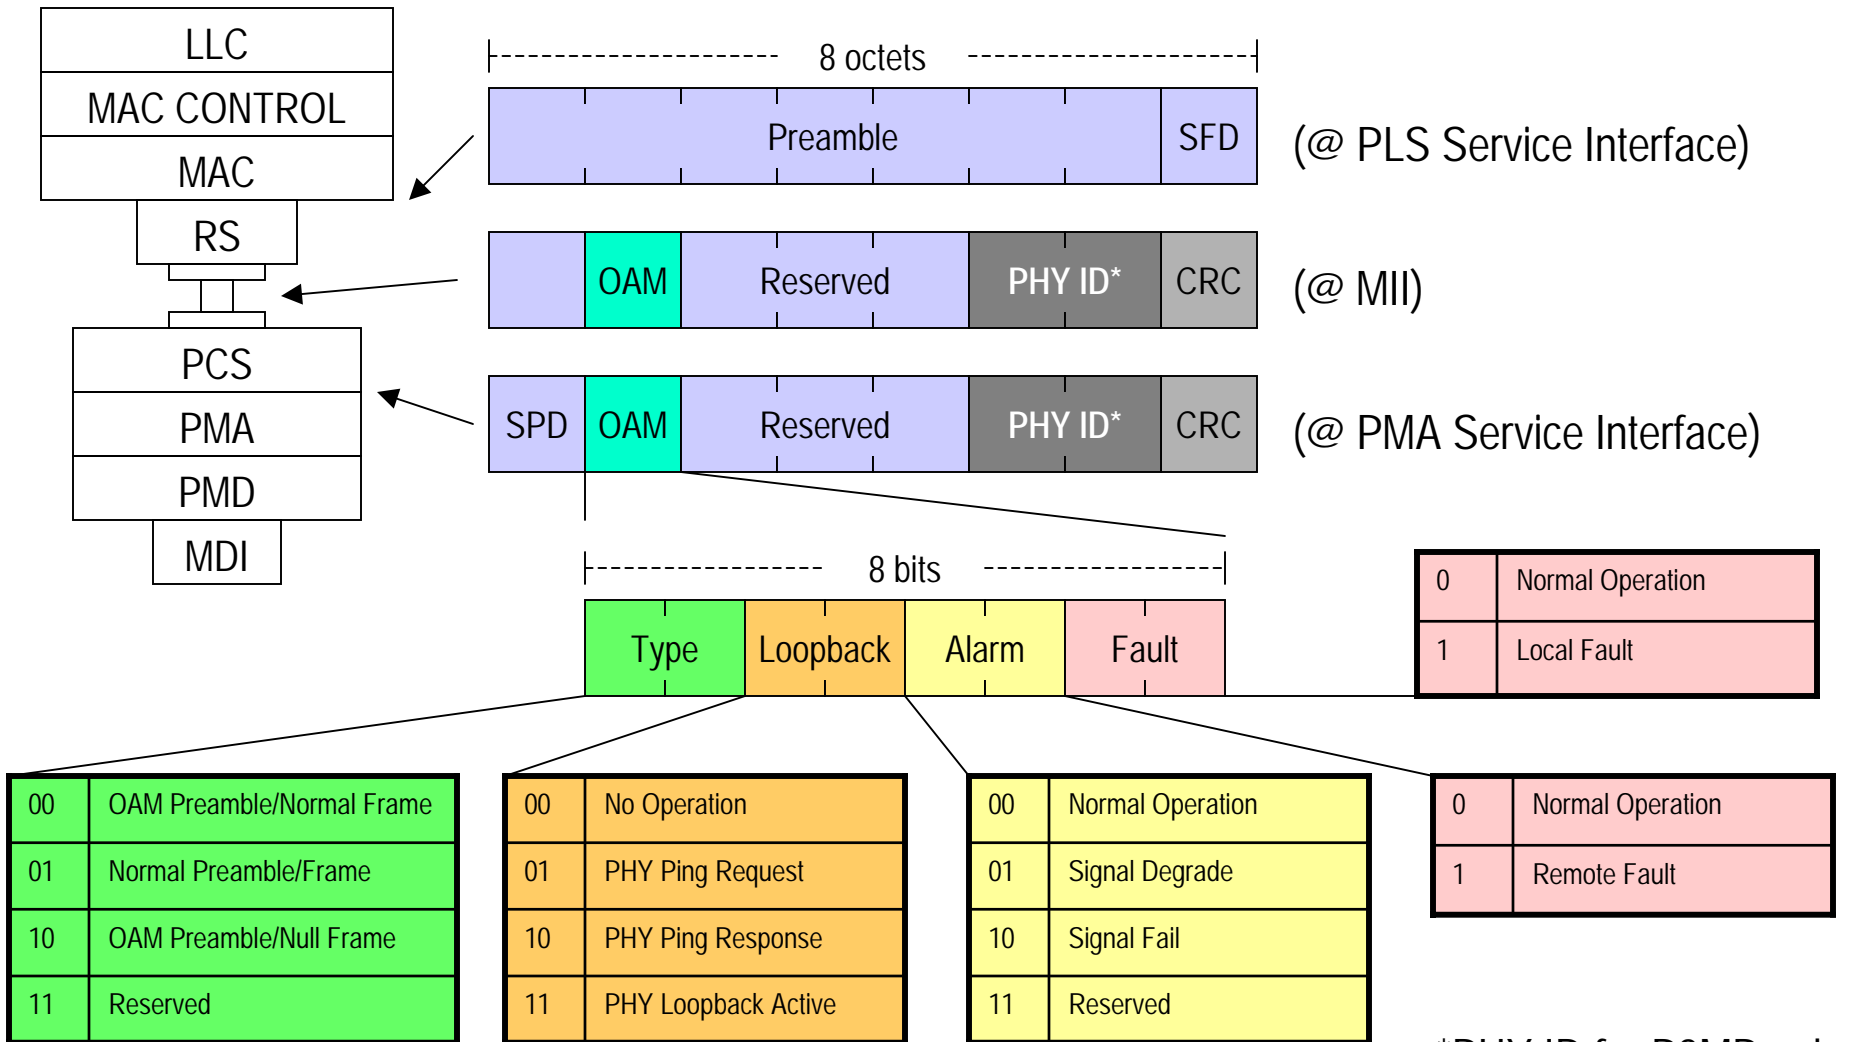 LLC
MAC CONTROL
MAC
RS
PCS
PMA
PMD
MDI
8 octets
Preamble SFD (@ PLS Service Interface)
OAM Reserved PHY ID* CRC (@ MII)
SPD OAM Reserved PHY ID* CRC (@ PMA Service Interface)
8 bits
Type Loopback Alarm Fault
0 Normal Operation
1 Local Fault
00 OAM Preamble/Normal Frame
01 Normal Preamble/Frame
10 OAM Preamble/Null Frame
11 Reserved
00 No Operation
01 PHY Ping Request
10 PHY Ping Response
11 PHY Loopback Active
00 Normal Operation
01 Signal Degrade
10 Signal Fail
11 Reserved
0 Normal Operation
1 Remote Fault